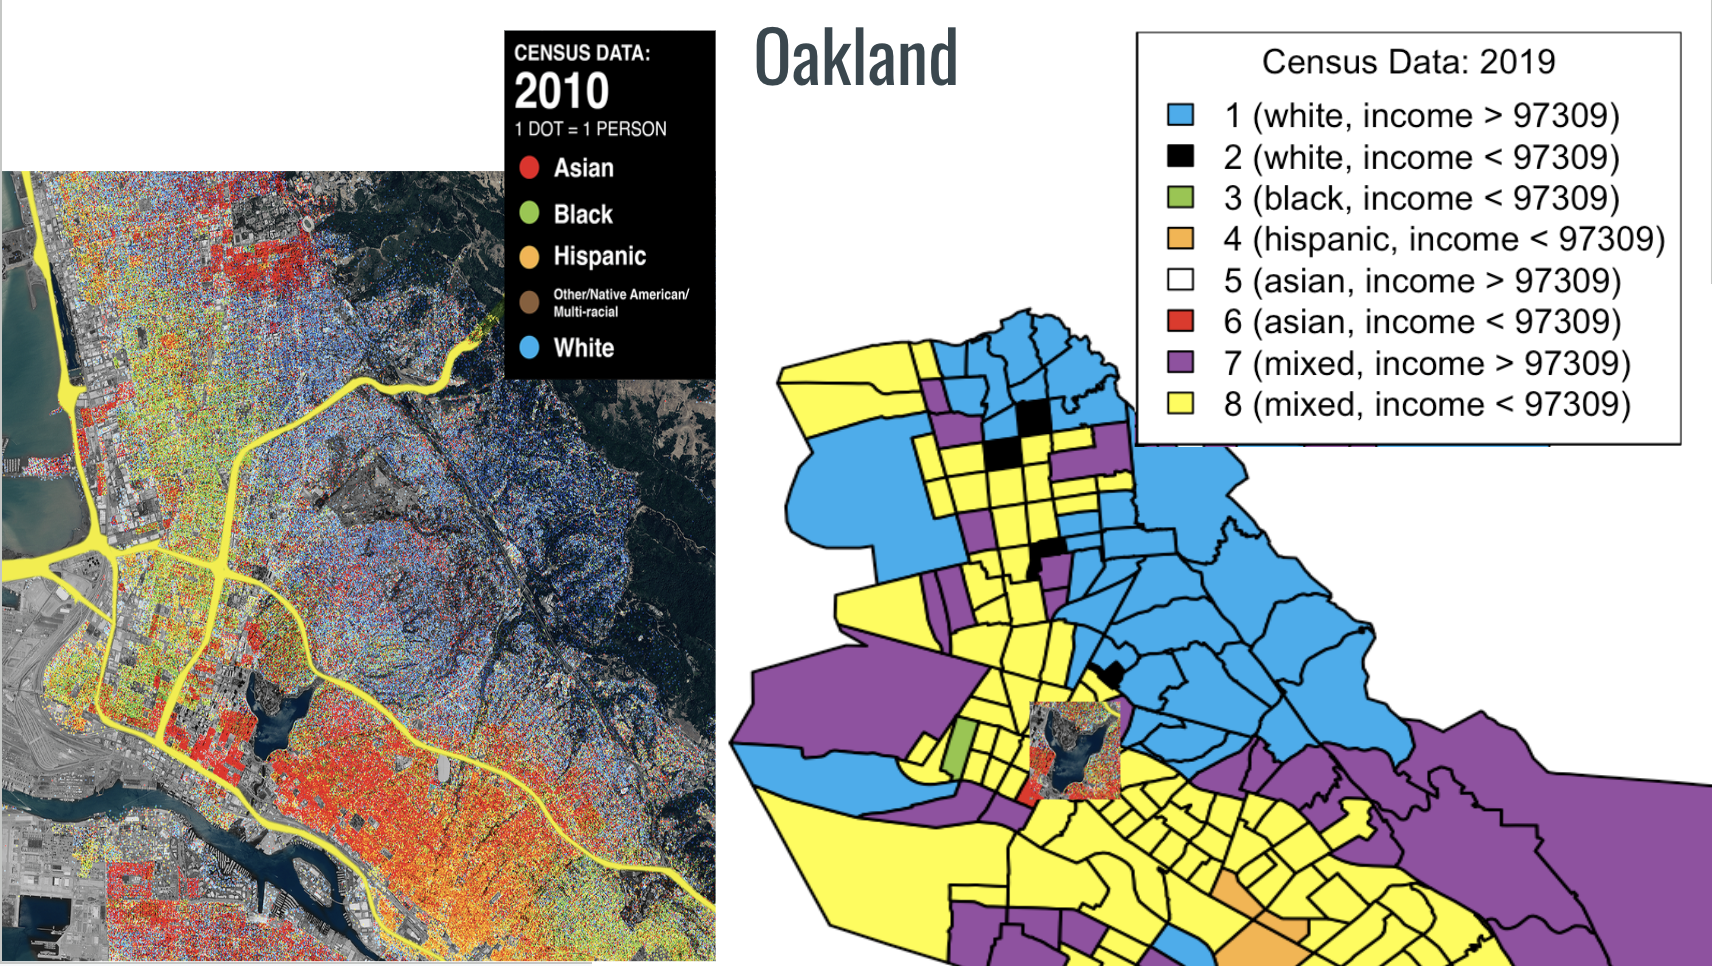 CENSUS DATA:
2010
1 DOT = 1 PERSON
Asian
Black
Hispanic
Other/Native American/
Multi-racial
White
Oakland
Census Data: 2019
1 (white, income > 97309)
2 (white, income < 97309)
3 (black, income < 97309)
4 (hispanic, income < 97309)
5 (asian, income > 97309)
6 (asian, income < 97309)
7 (mixed, income > 97309)
8 (mixed, income < 97309)